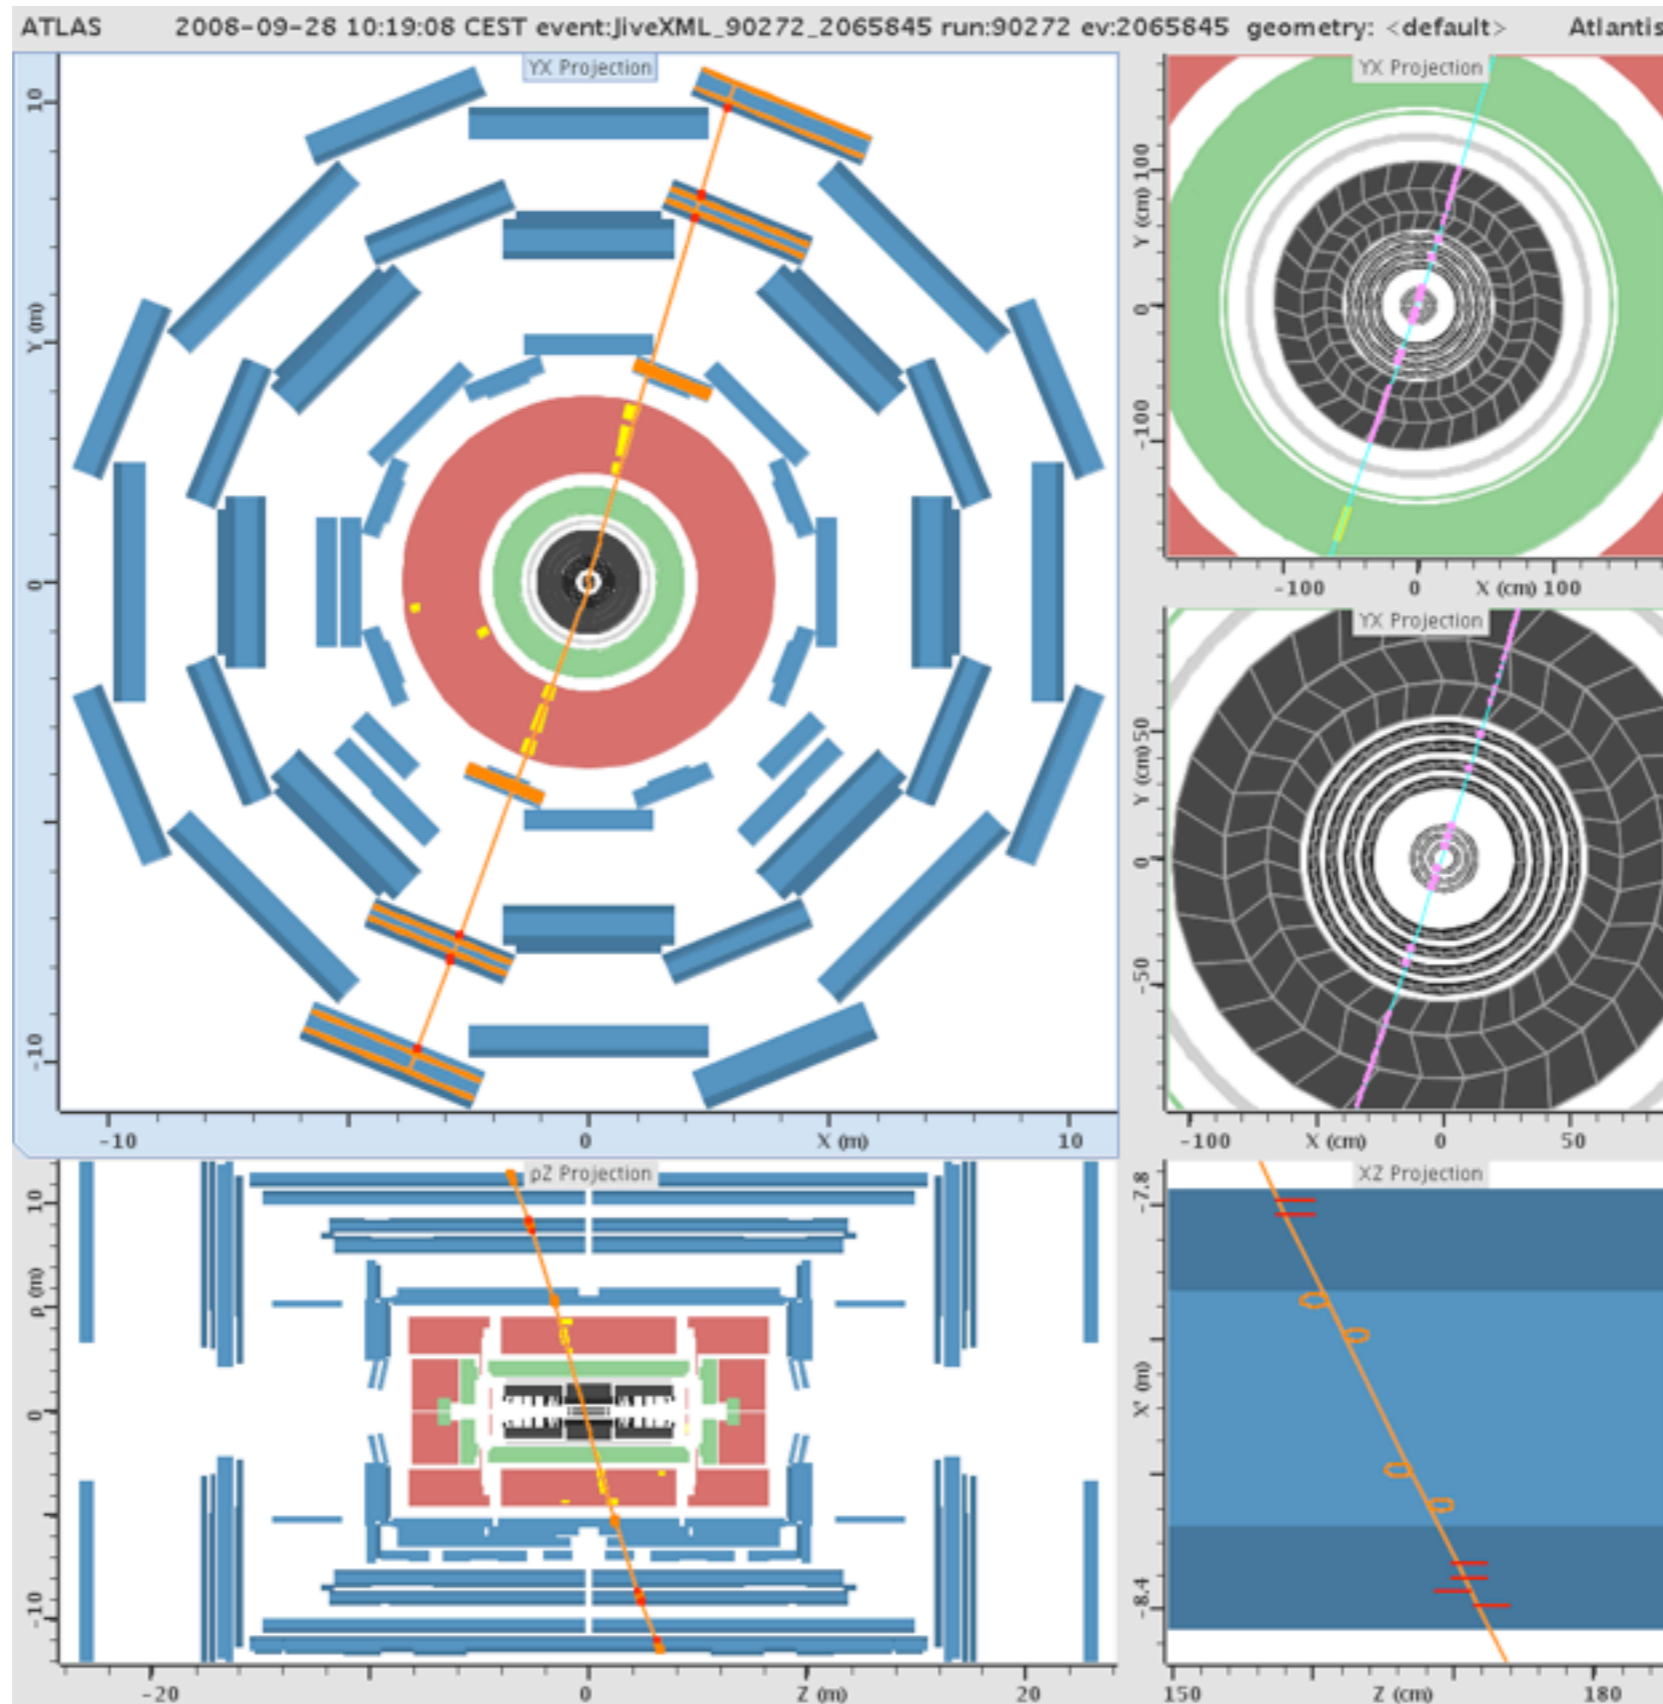 ATLAS 2008-09-28 10:19:08 CEST event:JiveXML_90272_2065845 run:90272 ev:2065845 geometry: <default> Atlantis
YX Projection
10
Y (m)
0
-10
-10 0 X (m) 10
YX Projection
Y (cm) 100
0
-100
-100 0 X (cm) 100
YX Projection
Y (cm) 50
0
-50
-100 X (cm) 0 50
ρZ Projection
10
ρ (m)
0
-10
-20 0 Z (m) 20
XZ Projection
-7.8
X' (m)
-8.4
150 Z (cm) 180